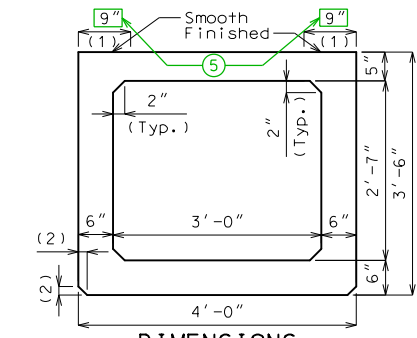 9" Smooth 9"
(1) Finished (1)
5
5"
2"
(Typ.)
2"
(Typ.)
2'-7"
3'-6"
6" 3'-0" 6"
(2)
(2)
6"
4'-0"
DIMENSIONS